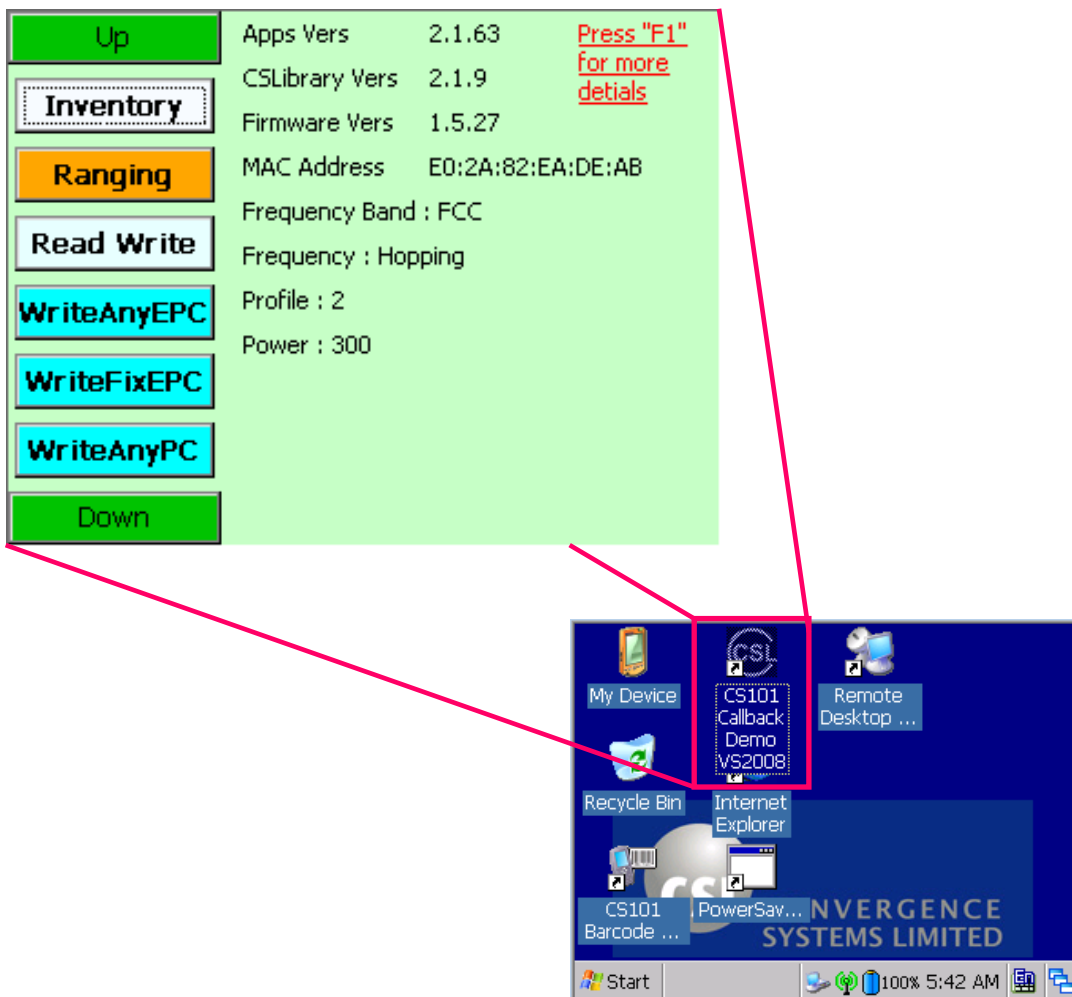 Up
Inventory
Ranging
Read Write
WriteAnyEPC
WriteFixEPC
WriteAnyPC
Down
Apps Vers 2.1.63
CSLibrary Vers 2.1.9
Firmware Vers 1.5.27
MAC Address E0:2A:82:EA:DE:AB
Frequency Band : FCC
Frequency : Hopping
Profile : 2
Power : 300
Press "F1"
for more
detials
My Device
CSL
CS101
Callback
Demo
VS2008
Remote
Desktop ...
Recycle Bin
Internet
Explorer
CS101
Barcode ...
PowerSav...
CSL
NVERGENCE
SYSTEMS LIMITED
Start
100% 5:42 AM